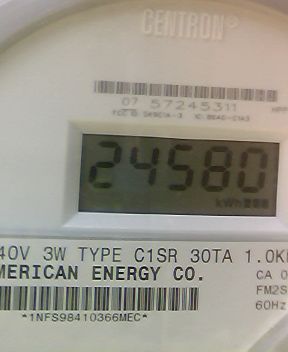 CENTRON®
07 57245311
24580
kWh
40V 3W TYPE C1SR 30TA 1.0K
MERICAN ENERGY CO.
CA 0
FM2S
60Hz
*1NFS98410366MEC*